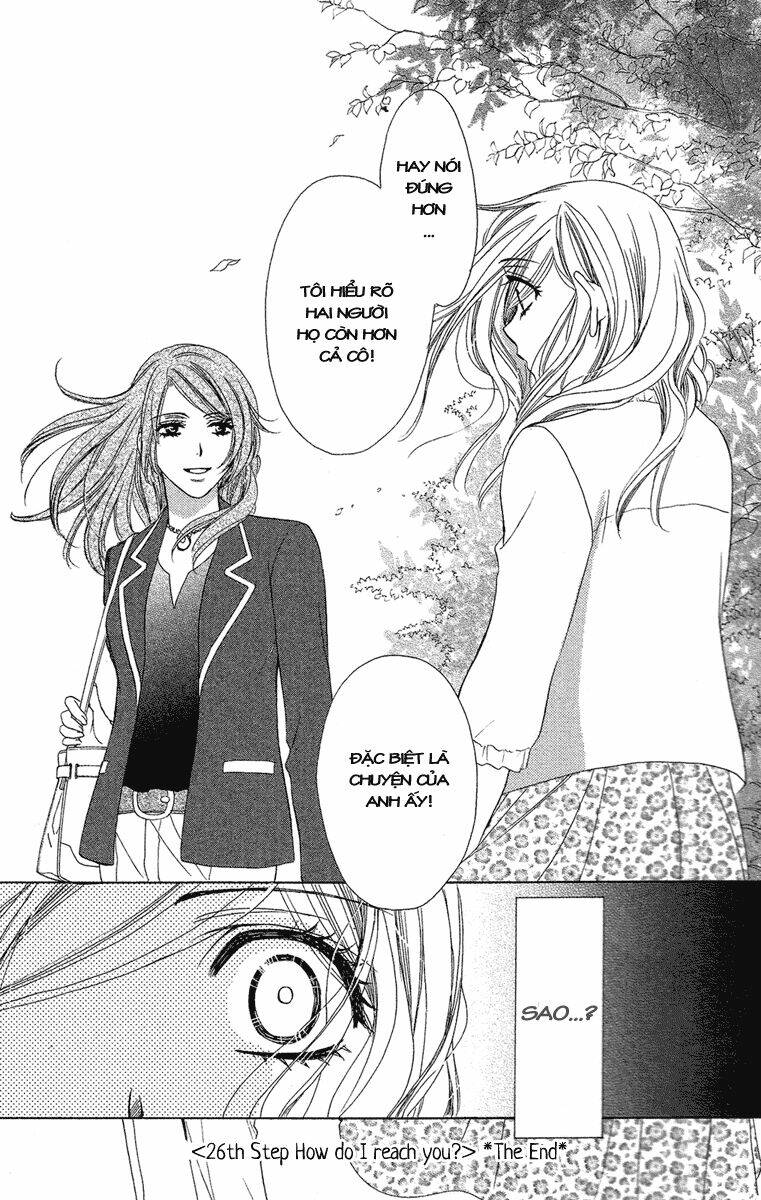 HAY NÓI
ĐÚNG
HƠN
...
TÔI HIỂU RÕ
HAI NGƯỜI
HỌ CÒN HƠN
CẢ CÔ!
ĐẶC BIỆT LÀ
CHUYỆN CỦA
ANH ẤY!
SAO...?
<26th Step How do I reach you?> *The End*